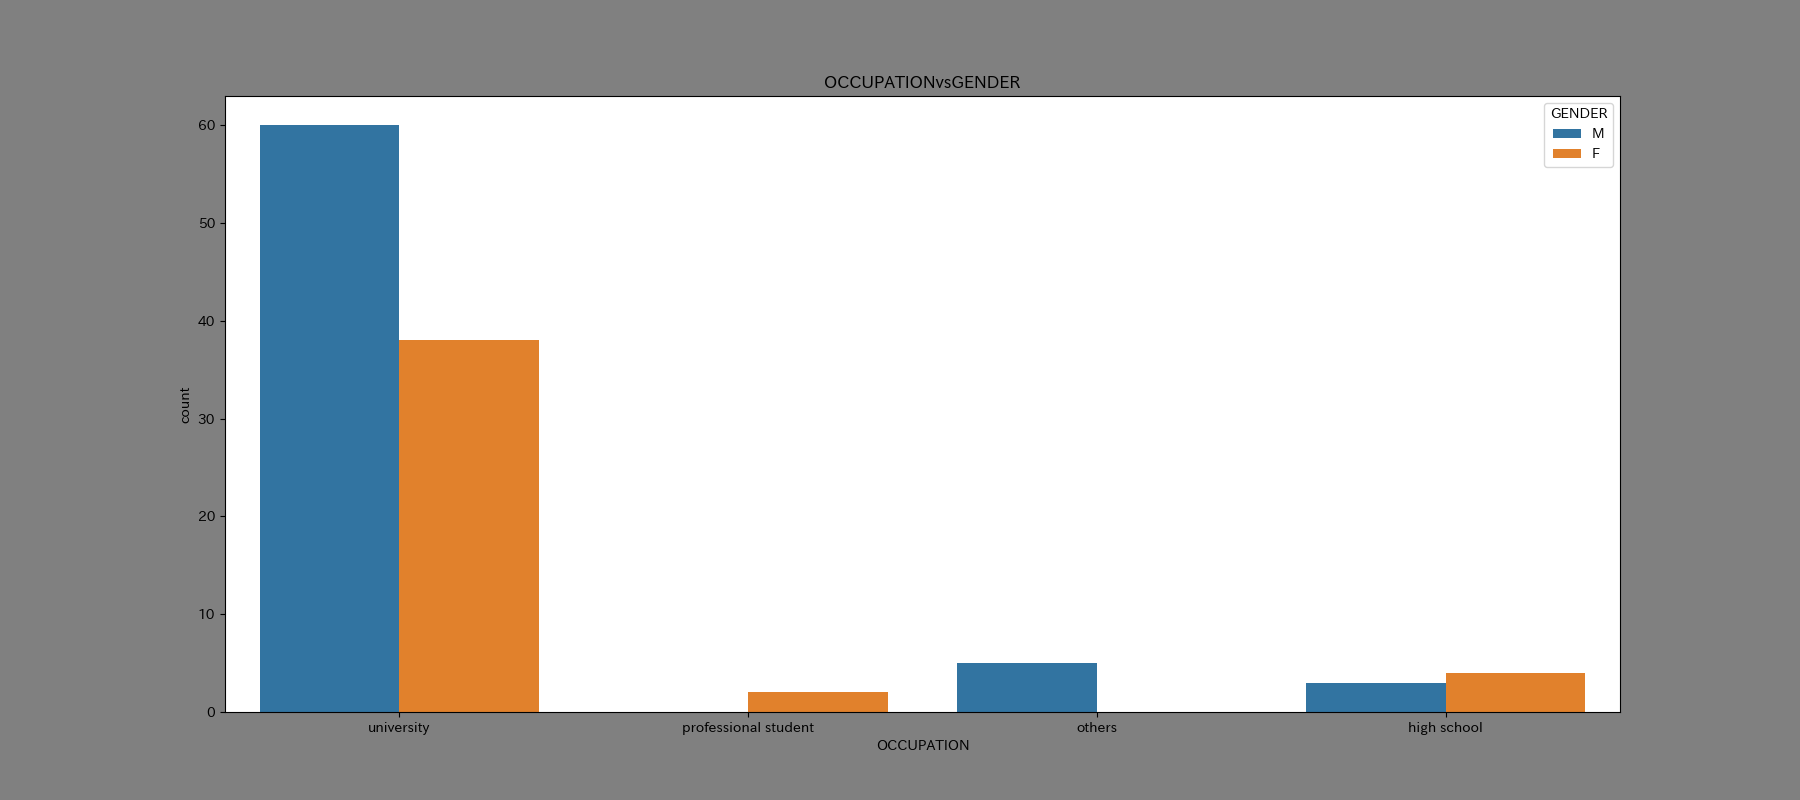 OCCUPATIONvsGENDER
GENDER
M
F
60
50
40
30
20
10
0
count
university
professional student
others
high school
OCCUPATION